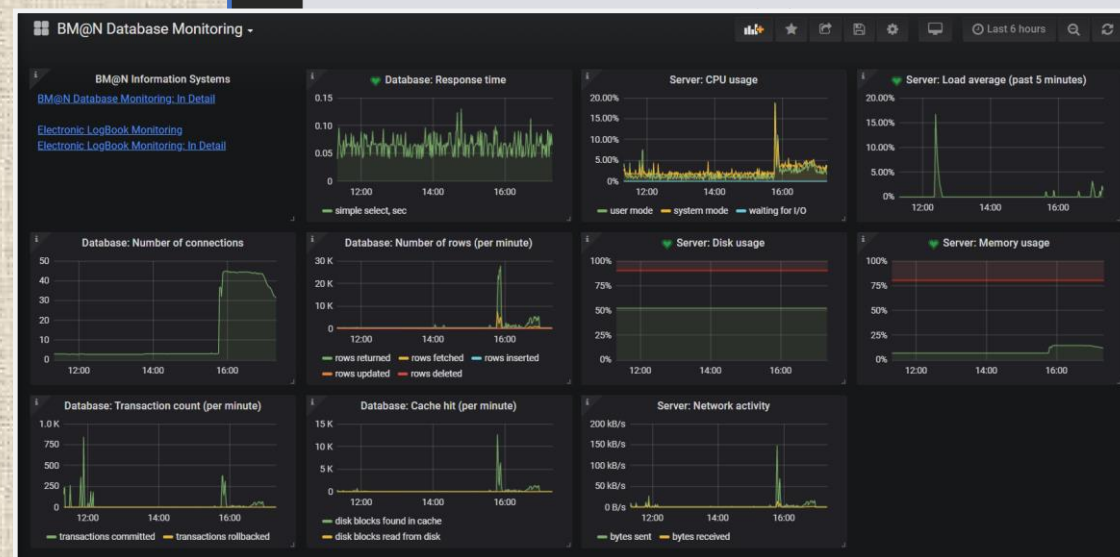 BM@N Database Monitoring
Last 6 hours
BM@N Information Systems
BM@N Database Monitoring: In Detail
Electronic LogBook Monitoring
Electronic LogBook Monitoring: In Detail
Database: Response time
0.15
0.10
0.05
0
12:00 14:00 16:00
simple select, sec
Server: CPU usage
20.00%
15.00%
10.00%
5.00%
0%
12:00 14:00 16:00
user mode system mode waiting for I/O
Server: Load average (past 5 minutes)
20.00%
15.00%
10.00%
5.00%
0%
12:00 14:00 16:00
Database: Number of connections
50
40
30
20
10
0
12:00 14:00 16:00
Database: Number of rows (per minute)
30 K
20 K
10 K
0
12:00 14:00 16:00
rows returned rows fetched rows inserted
rows updated rows deleted
Server: Disk usage
100%
75%
50%
25%
0%
12:00 14:00 16:00
Server: Memory usage
100%
75%
50%
25%
0%
12:00 14:00 16:00
Database: Transaction count (per minute)
1.0 K
750
500
250
0
12:00 14:00 16:00
transactions committed transactions rollbacked
Database: Cache hit (per minute)
15 K
10 K
5 K
0
12:00 14:00 16:00
disk blocks found in cache
disk blocks read from disk
Server: Network activity
200 kB/s
150 kB/s
100 kB/s
50 kB/s
0 B/s
12:00 14:00 16:00
bytes sent bytes received